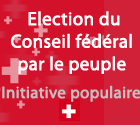 Election du
Conseil fédéral
par le peuple
Initiative populaire